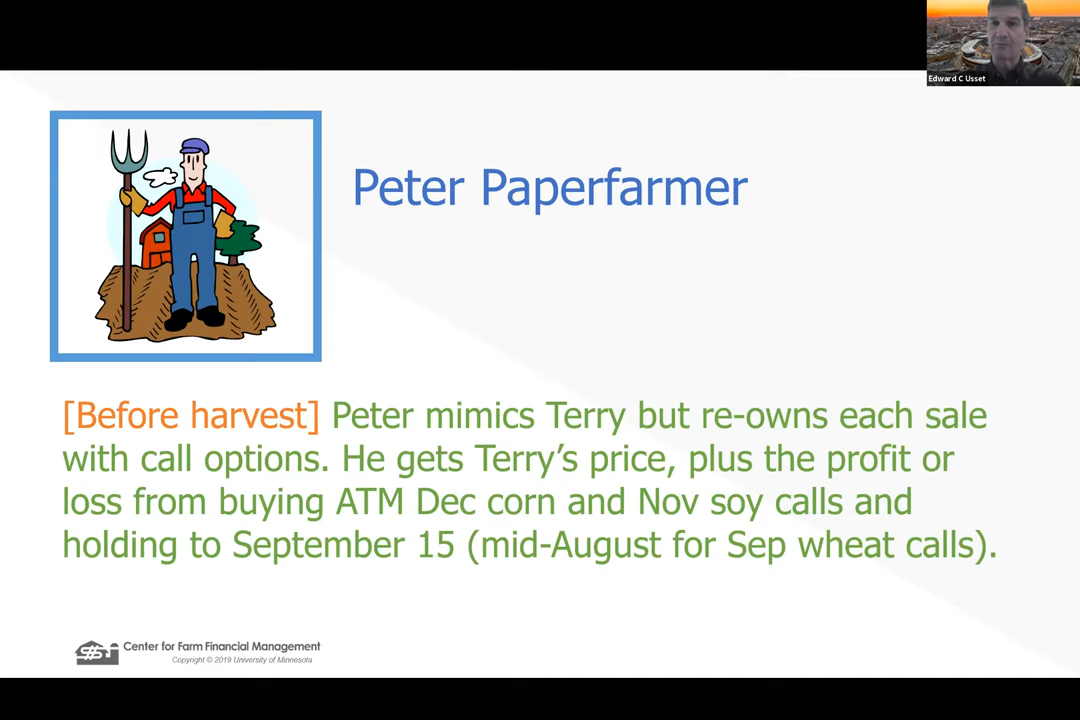 Edward C Usset
Peter Paperfarmer
[Before harvest] Peter mimics Terry but re-owns each sale
with call options. He gets Terry’s price, plus the profit or
loss from buying ATM Dec corn and Nov soy calls and
holding to September 15 (mid-August for Sep wheat calls).
Center for Farm Financial Management
Copyright © 2019 University of Minnesota